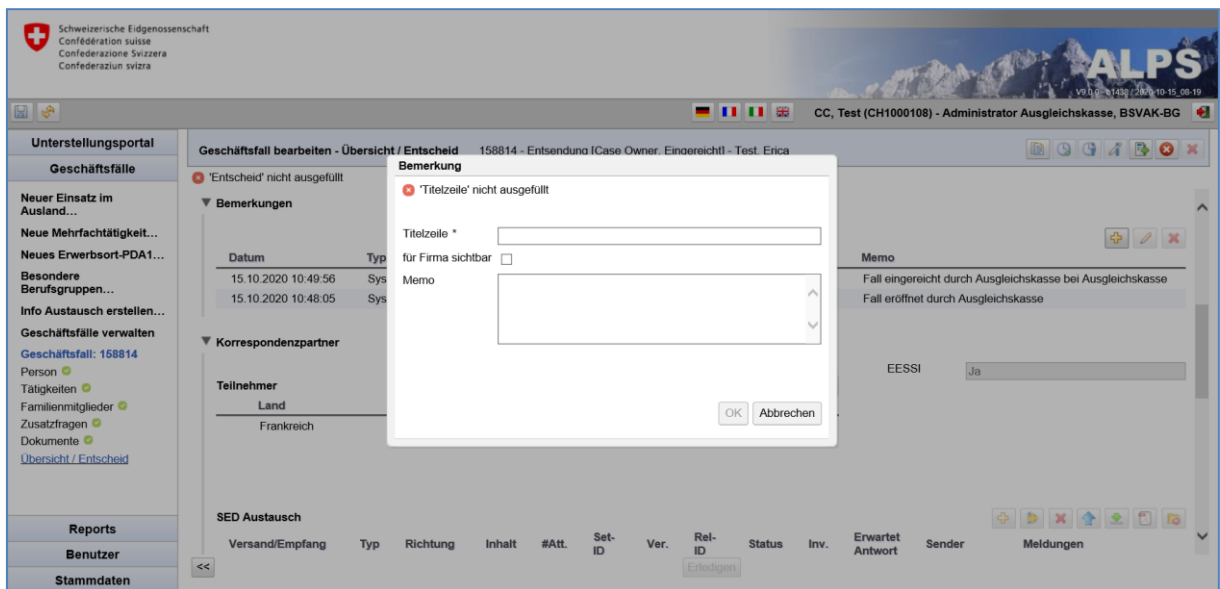 Schweizerische Eidgenossenschaft
Confédération suisse
Confederazione Svizzera
Confederaziun svizra
ALPS
CC, Test (CH1000108) - Administrator Ausgleichskasse, BSVAK-BG
Unterstellungsportal
Geschäftsfälle
Neuer Einsatz im
Ausland...
Neue Mehrfachtätigkeit...
Neues Erwerbsort-PDA1...
Besondere
Berufsgruppen...
Info Austausch erstellen...
Geschäftsfälle verwalten
Geschäftsfall: 158814
Person
Tätigkeiten
Familienmitglieder
Zusatzfragen
Dokumente
Übersicht / Entscheid
Reports
Benutzer
Stammdaten
Geschäftsfall bearbeiten - Übersicht / Entscheid 158814 - Entsendung [Case Owner, Eingereicht] - Test, Erica
'Entscheid' nicht ausgefüllt
Bemerkungen
Datum Typ Memo
15.10.2020 10:49:56 Sys Fall eingereicht durch Ausgleichskasse bei Ausgleichskasse
15.10.2020 10:48:05 Sys Fall eröffnet durch Ausgleichskasse
Korrespondenzpartner
EESSI Ja
Teilnehmer
Land
Frankreich
Bemerkung
'Titelzeile' nicht ausgefüllt
Titelzeile *
für Firma sichtbar
Memo
OK Abbrechen
SED Austausch
Versand/Empfang Typ Richtung Inhalt #Att. Set-ID Ver. Rel-ID Status Inv. Erwartet Antwort Sender Meldungen
<< Erledigen